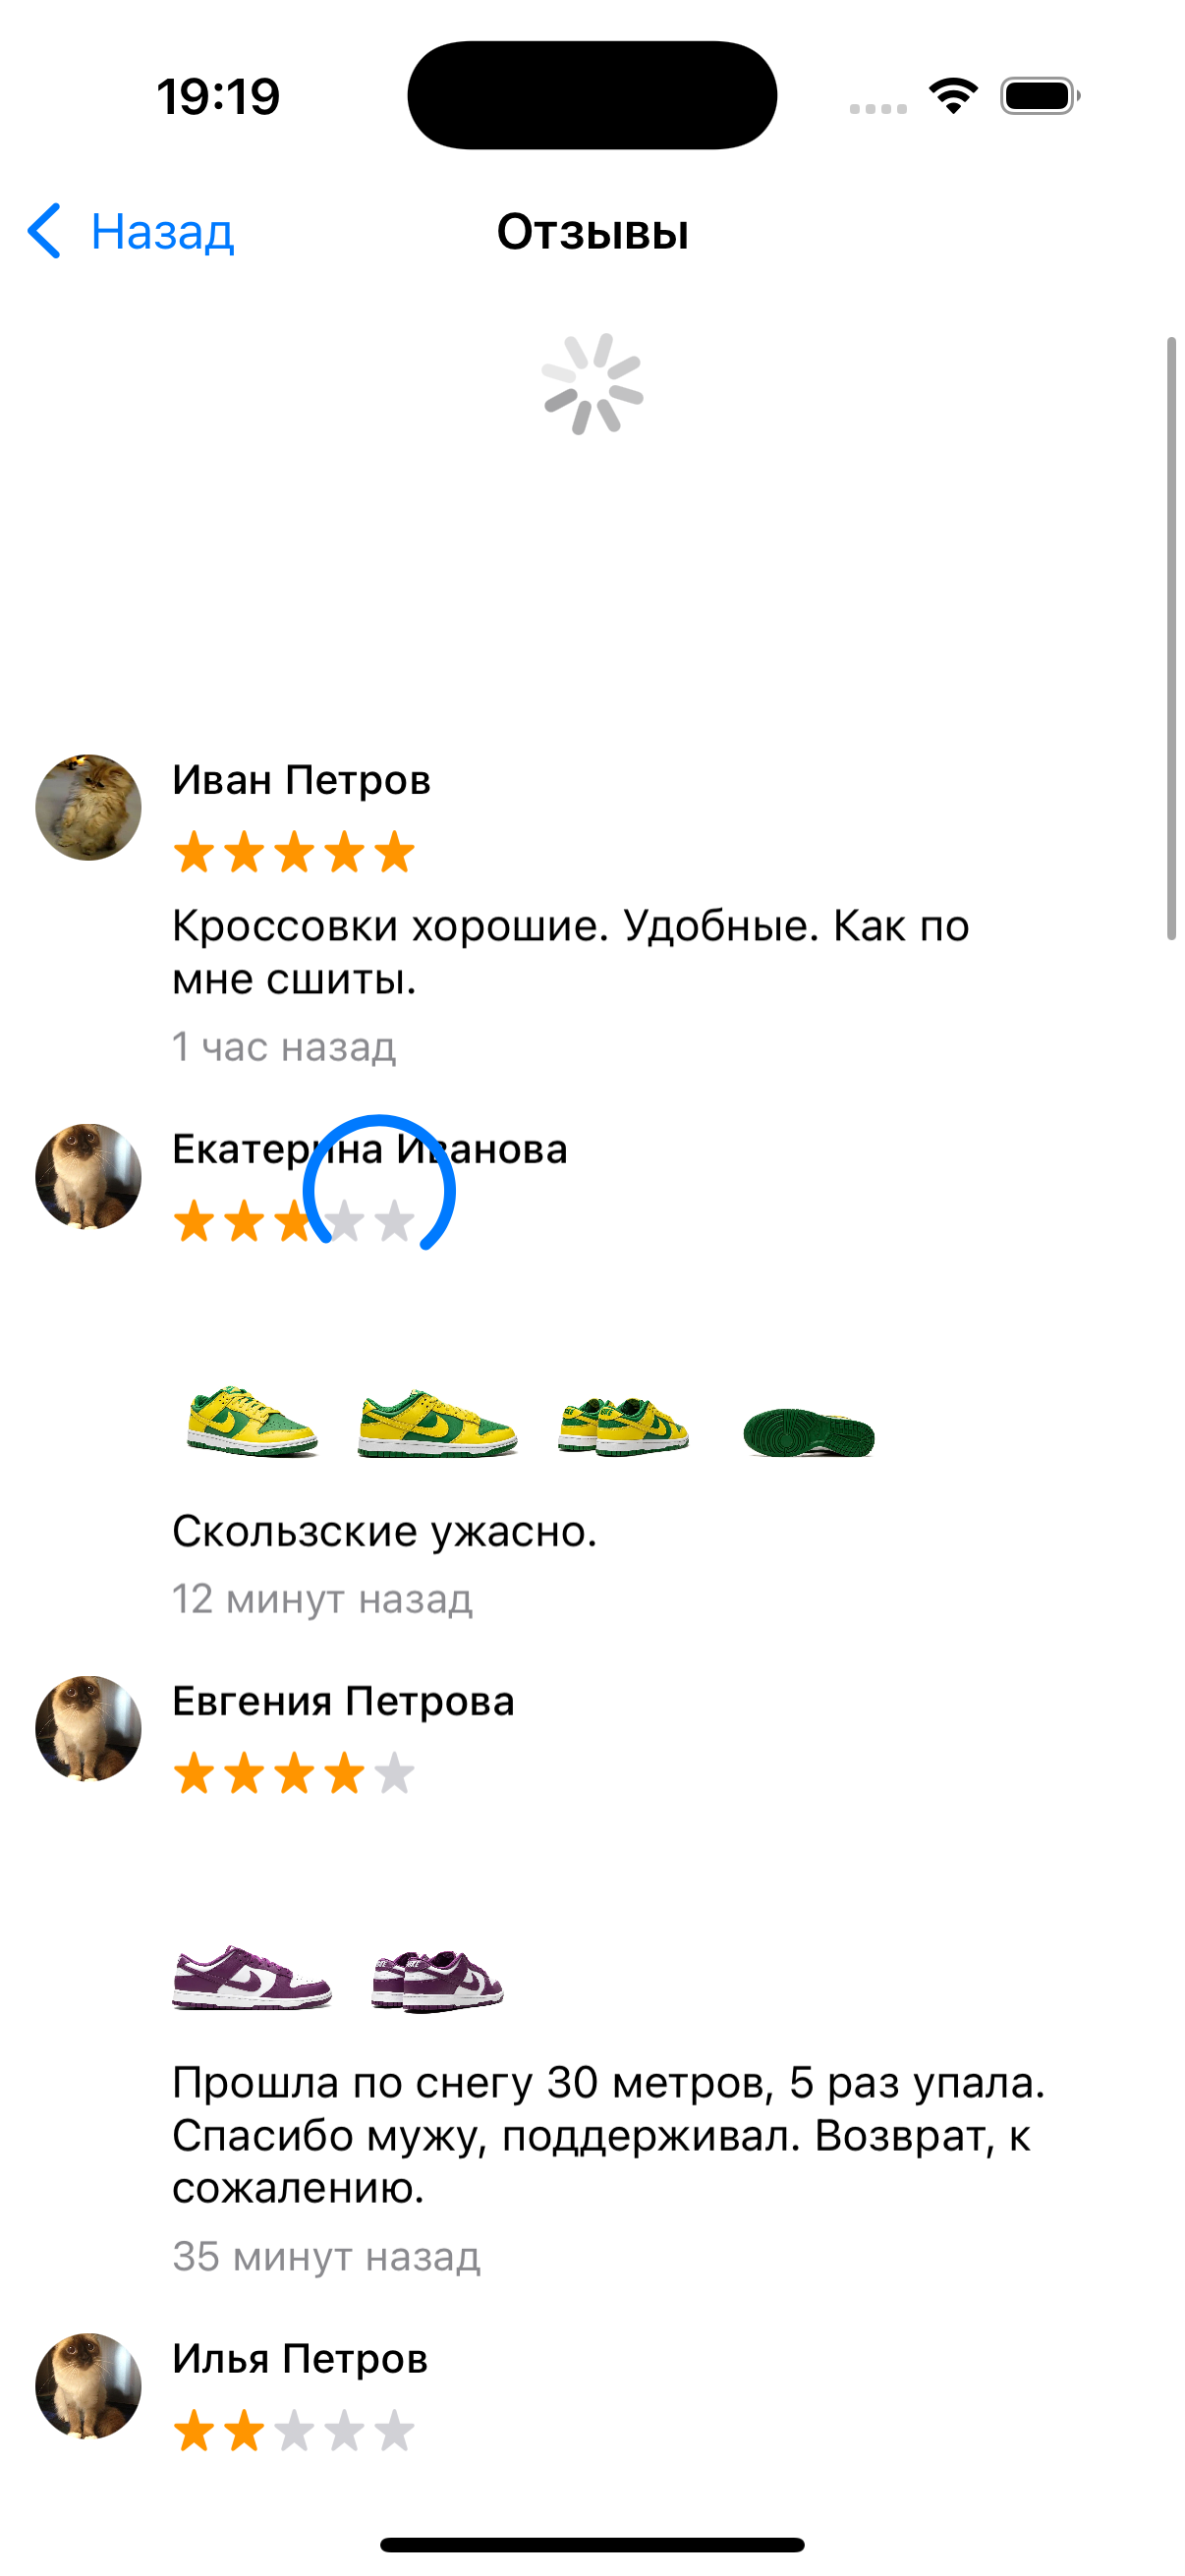 19:19
Назад
Отзывы
Иван Петров
Кроссовки хорошие. Удобные. Как по
мне сшиты.
1 час назад
Екатерина Иванова
Скользские ужасно.
12 минут назад
Евгения Петрова
Прошла по снегу 30 метров, 5 раз упала.
Спасибо мужу, поддерживал. Возврат, к
сожалению.
35 минут назад
Илья Петров